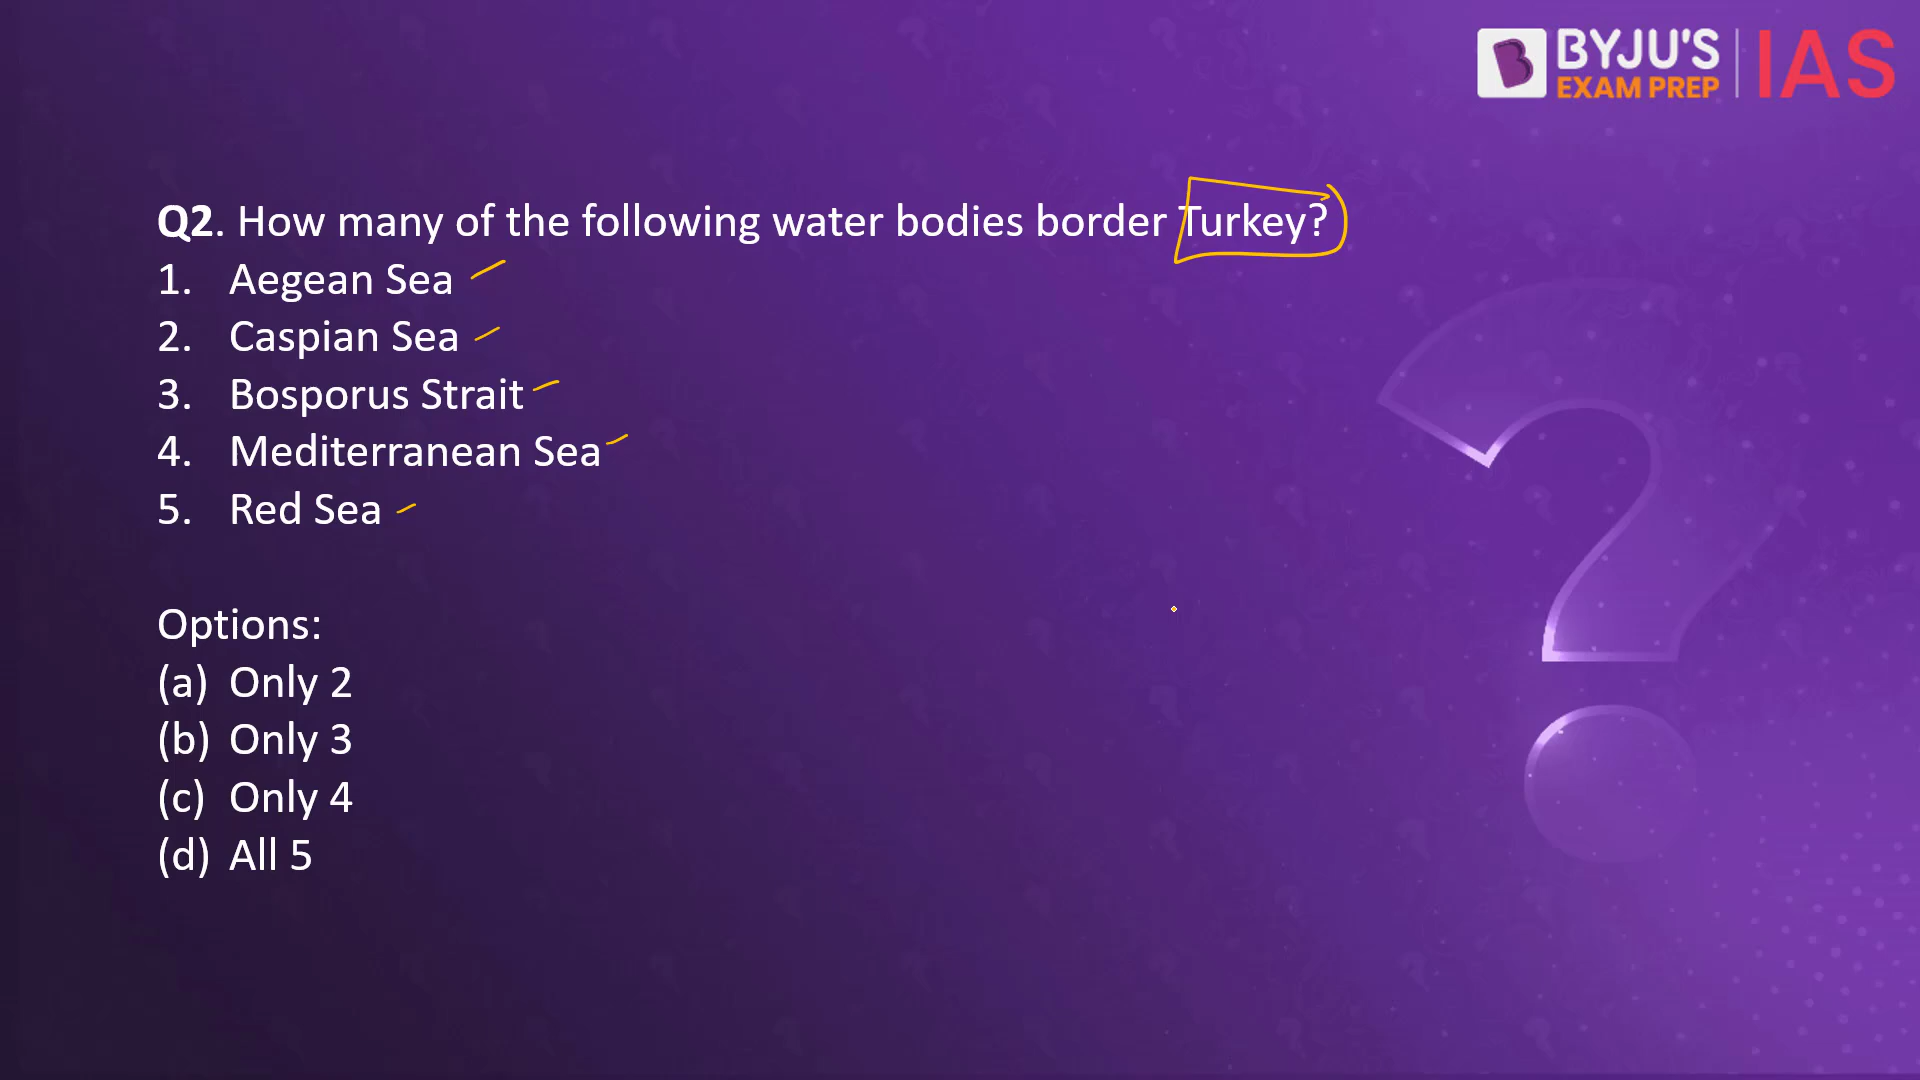 BYJU'S
EXAM PREP
IAS
Q2. How many of the following water bodies border Turkey?
1. Aegean Sea
2. Caspian Sea
3. Bosporus Strait
4. Mediterranean Sea
5. Red Sea
Options:
(a) Only 2
(b) Only 3
(c) Only 4
(d) All 5